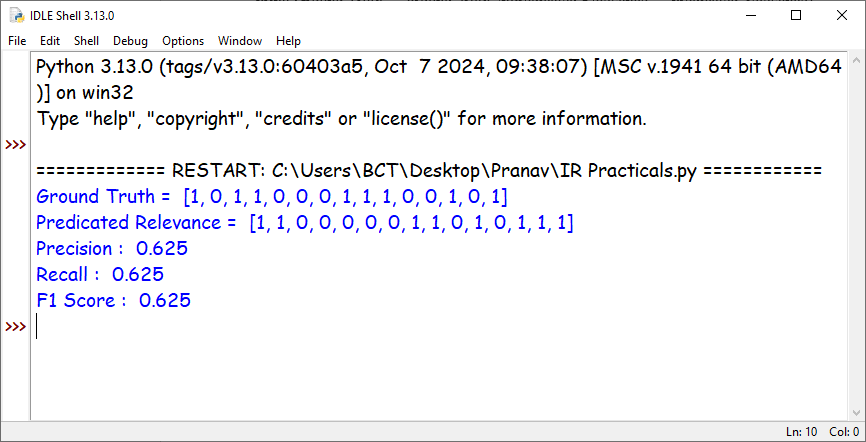 IDLE Shell 3.13.0
File Edit Shell Debug Options Window Help
Python 3.13.0 (tags/v3.13.0:60403a5, Oct  7 2024, 09:38:07) [MSC v.1941 64 bit (AMD64
)] on win32
Type "help", "copyright", "credits" or "license()" for more information.
>>>
============= RESTART: C:\Users\BCT\Desktop\Pranav\IR Practicals.py ============
Ground Truth =  [1, 0, 1, 1, 0, 0, 0, 1, 1, 1, 0, 0, 1, 0, 1]
Predicated Relevance =  [1, 1, 0, 0, 0, 0, 0, 1, 1, 0, 1, 0, 1, 1, 1]
Precision :  0.625
Recall :  0.625
F1 Score :  0.625
>>>
Ln: 10 Col: 0